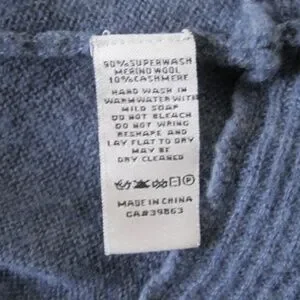 90% SUPERWASH
MERINO WOOL
10% CASHMERE
HAND WASH IN
WARM WATER WITH
MILD SOAP
DO NOT BLEACH
DO NOT WRING
RESHAPE AND
LAY FLAT TO DRY
MAY BE
DRY CLEANED
P
MADE IN CHINA
CA#39863